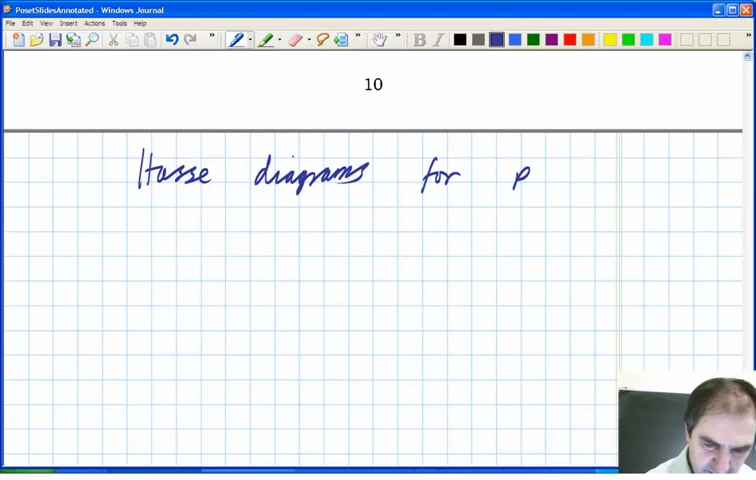 PosetSlidesAnnotated - Windows Journal
File Edit View Insert Actions Tools Help
10
Hasse diagrams for p